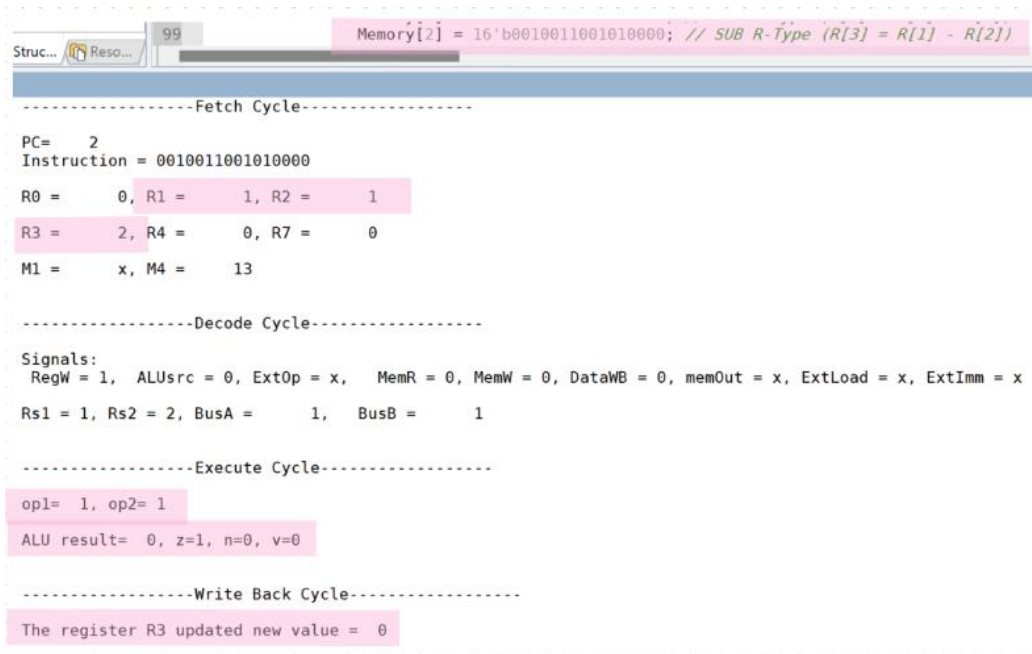 99 Memory[2] = 16'b0010011001010000; // SUB R-Type (R[3] = R[1] - R[2])
Struc... Reso...
------------------Fetch Cycle------------------
PC= 2
Instruction = 0010011001010000
R0 = 0, R1 = 1, R2 = 1
R3 = 2, R4 = 0, R7 = 0
M1 = x, M4 = 13
------------------Decode Cycle------------------
Signals:
RegW = 1, ALUsrc = 0, ExtOp = x, MemR = 0, MemW = 0, DataWB = 0, memOut = x, ExtLoad = x, ExtImm = x
Rs1 = 1, Rs2 = 2, BusA = 1, BusB = 1
------------------Execute Cycle------------------
op1= 1, op2= 1
ALU result= 0, z=1, n=0, v=0
------------------Write Back Cycle------------------
The register R3 updated new value = 0